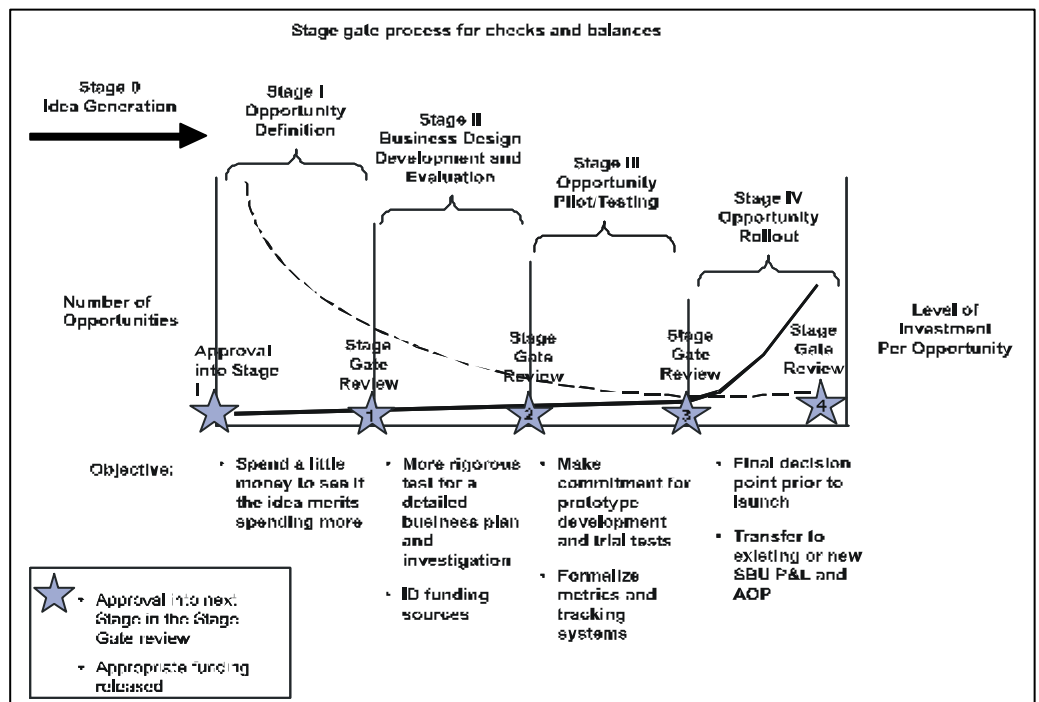 Stage gate process for checks and balances
Stage 0
Idea Generation
Stage I
Opportunity
Definition
Stage II
Business Design
Development and
Evaluation
Stage III
Opportunity
Pilot/Testing
Stage IV
Opportunity
Rollout
Number of
Opportunities
Level of
Investment
Per Opportunity
Approval
into Stage
I
Stage
Gate
Review
1
Stage
Gate
Review
2
Stage
Gate
Review
3
Stage
Gate
Review
4
Objective:
• Spend a little
money to see if
the idea merits
spending more
• More rigorous
test for a
detailed
business plan
and
investigation
• ID funding
sources
• Make
commitment for
prototype
development
and trial tests
• Formalize
metrics and
tracking
systems
• Final decision
point prior to
launch
• Transfer to
existing or new
SBU P&L and
AOP
• Approval into next
Stage in the Stage
Gate review
• Appropriate funding
released